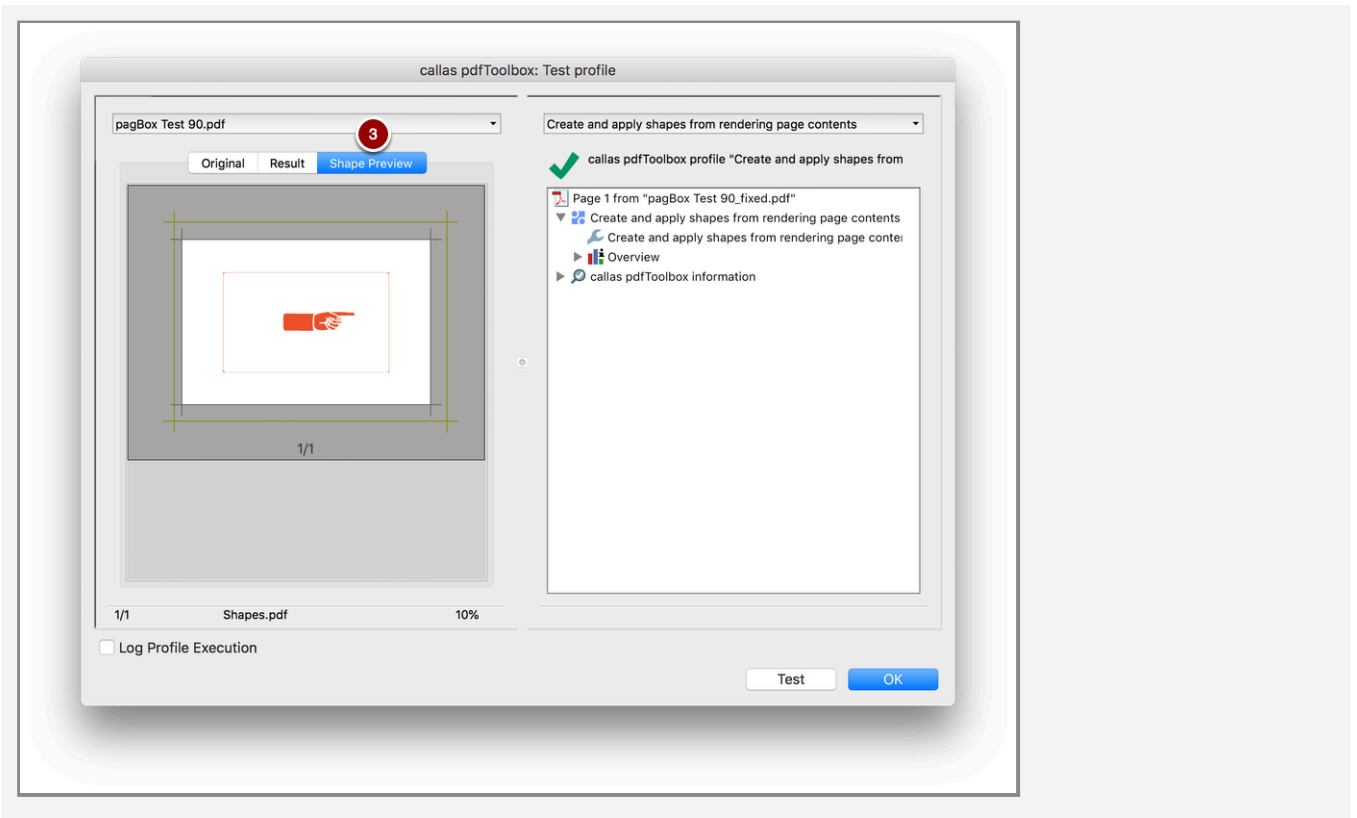 callas pdfToolbox: Test profile
pagBox Test 90.pdf
3
Original Result Shape Preview
1/1
1/1 Shapes.pdf 10%
Create and apply shapes from rendering page contents
callas pdfToolbox profile "Create and apply shapes from
Page 1 from "pagBox Test 90_fixed.pdf"
Create and apply shapes from rendering page contents
Create and apply shapes from rendering page conte
Overview
callas pdfToolbox information
Log Profile Execution
Test OK